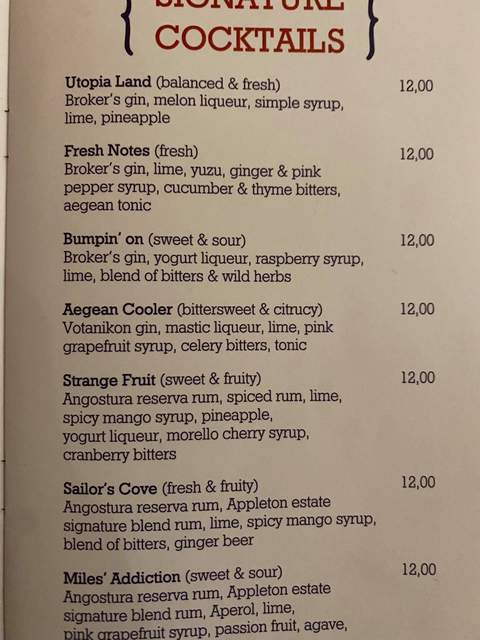 SIGNATURE
COCKTAILS
Utopia Land (balanced & fresh) 12,00
Broker's gin, melon liqueur, simple syrup,
lime, pineapple
Fresh Notes (fresh) 12,00
Broker's gin, lime, yuzu, ginger & pink
pepper syrup, cucumber & thyme bitters,
aegean tonic
Bumpin' on (sweet & sour) 12,00
Broker's gin, yogurt liqueur, raspberry syrup,
lime, blend of bitters & wild herbs
Aegean Cooler (bittersweet & citrucy) 12,00
Votanikon gin, mastic liqueur, lime, pink
grapefruit syrup, celery bitters, tonic
Strange Fruit (sweet & fruity) 12,00
Angostura reserva rum, spiced rum, lime,
spicy mango syrup, pineapple,
yogurt liqueur, morello cherry syrup,
cranberry bitters
Sailor's Cove (fresh & fruity) 12,00
Angostura reserva rum, Appleton estate
signature blend rum, lime, spicy mango syrup,
blend of bitters, ginger beer
Miles' Addiction (sweet & sour) 12,00
Angostura reserva rum, Appleton estate
signature blend rum, Aperol, lime,
pink grapefruit syrup, passion fruit, agave,